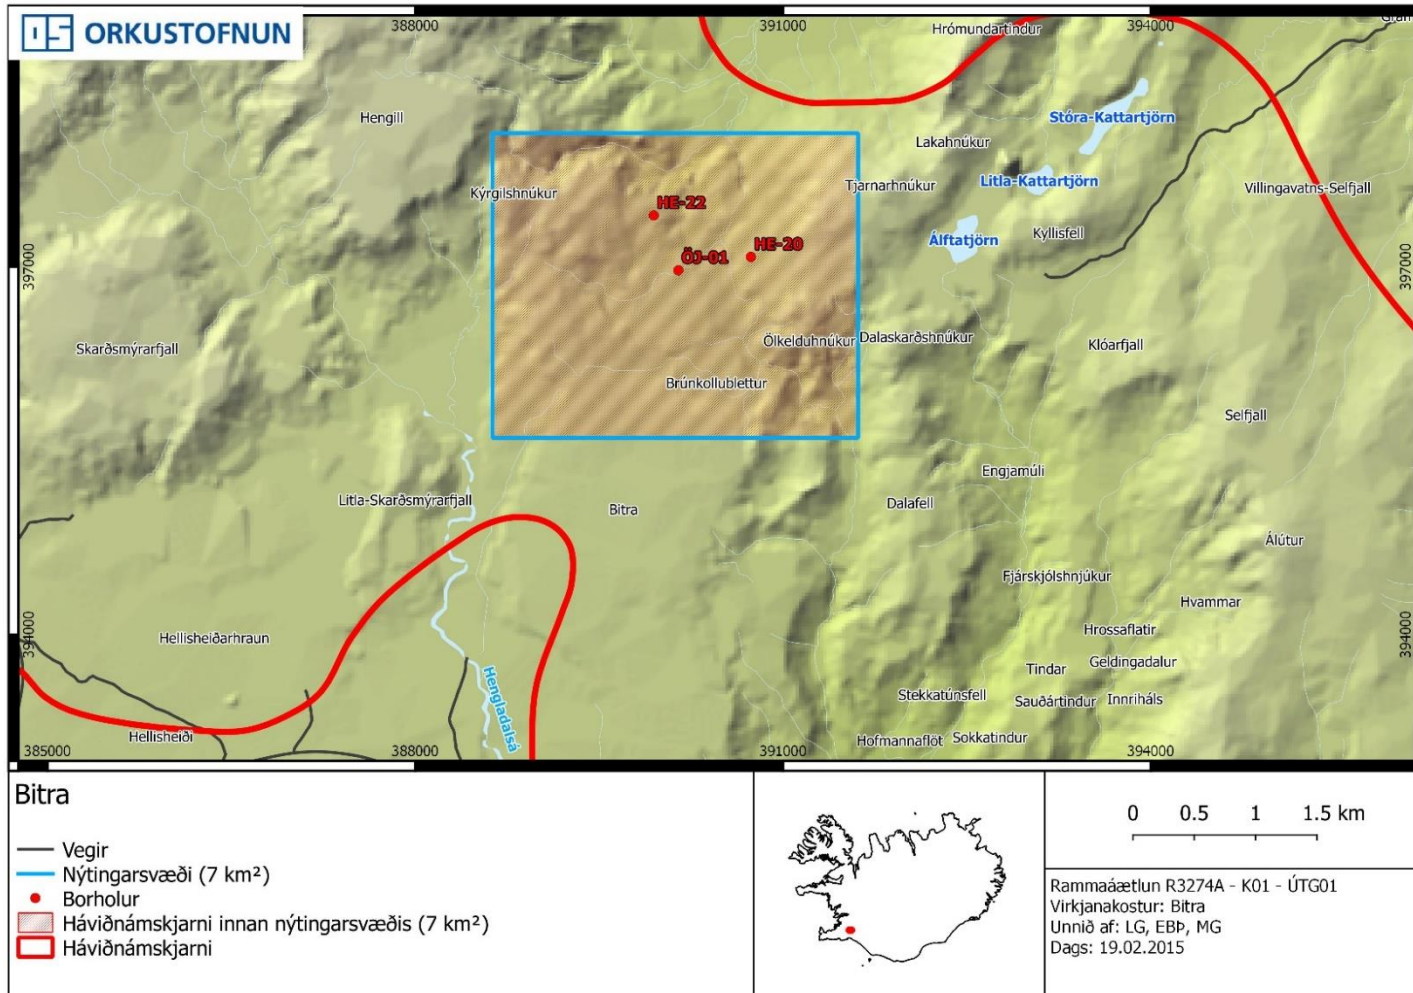 OS ORKUSTOFNUN
388000
391000
394000
Hrómundartindur
Hengill
Stóra-Kattartjörn
Lakahnúkur
Kýrgilshnúkur
Tjarnarhnúkur
Litla-Kattartjörn
Villingavatns-Selfjall
HE-22
Álftatjörn
Kyllisfell
HE-20
ÖJ-01
397000
397000
Skarðsmýrarfjall
Ölkelduhnúkur
Dalaskarðshnúkur
Klóarfjall
Brúnkollublettur
Selfjall
Engjamúli
Litla-Skarðsmýrarfjall
Bitra
Dalafell
Álútur
Fjárskjólshnjúkur
Hvammar
394000
394000
Hellisheiðarhraun
Hrossaflatir
Tindar
Geldingadalur
Hengladalsá
Stekkatúnsfell
Sauðártindur
Innriháls
Hellisheiði
Hofmannaflöt
Sokkatindur
385000
388000
391000
394000
Bitra
Vegir
Nýtingarsvæði (7 km²)
Borholur
Háviðnámskjarni innan nýtingarsvæðis (7 km²)
Háviðnámskjarni
0 0.5 1 1.5 km
Rammaáætlun R3274A - K01 - ÚTG01
Virkjanakostur: Bitra
Unnið af: LG, EBÞ, MG
Dags: 19.02.2015